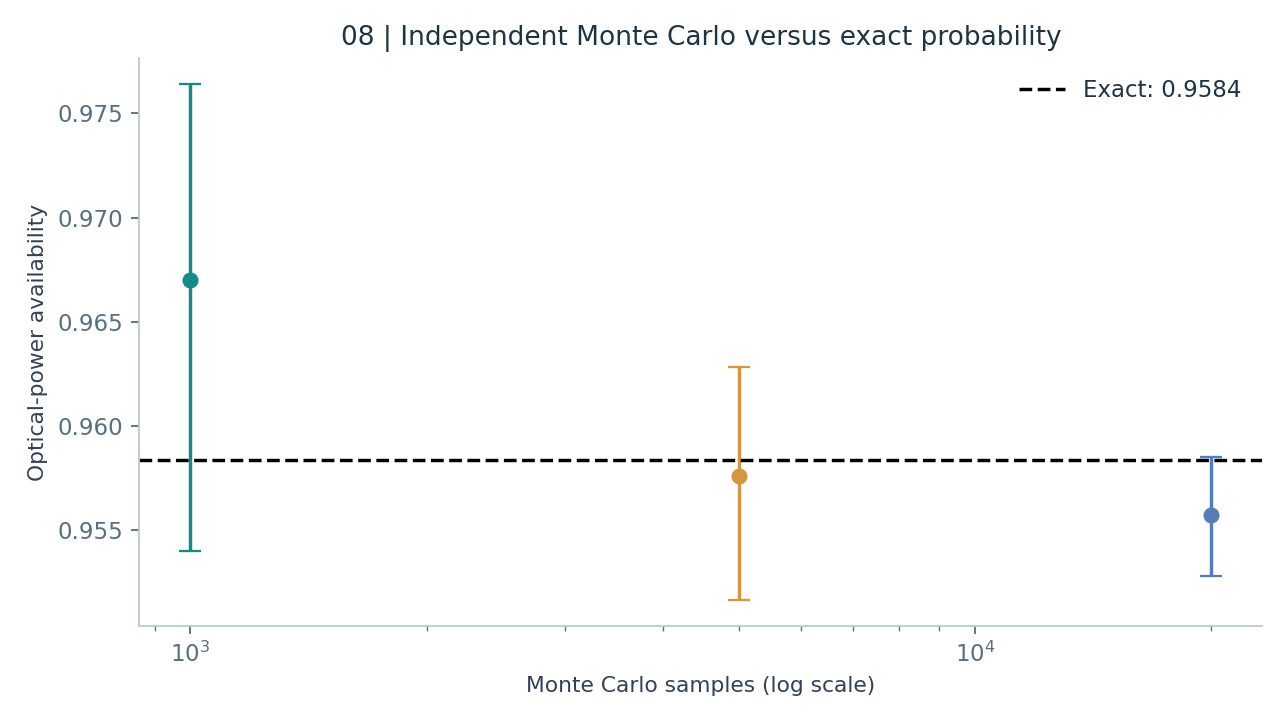 08 | Independent Monte Carlo versus exact probability
Exact: 0.9584
Optical-power availability
0.975
0.970
0.965
0.960
0.955
10³
10⁴
Monte Carlo samples (log scale)